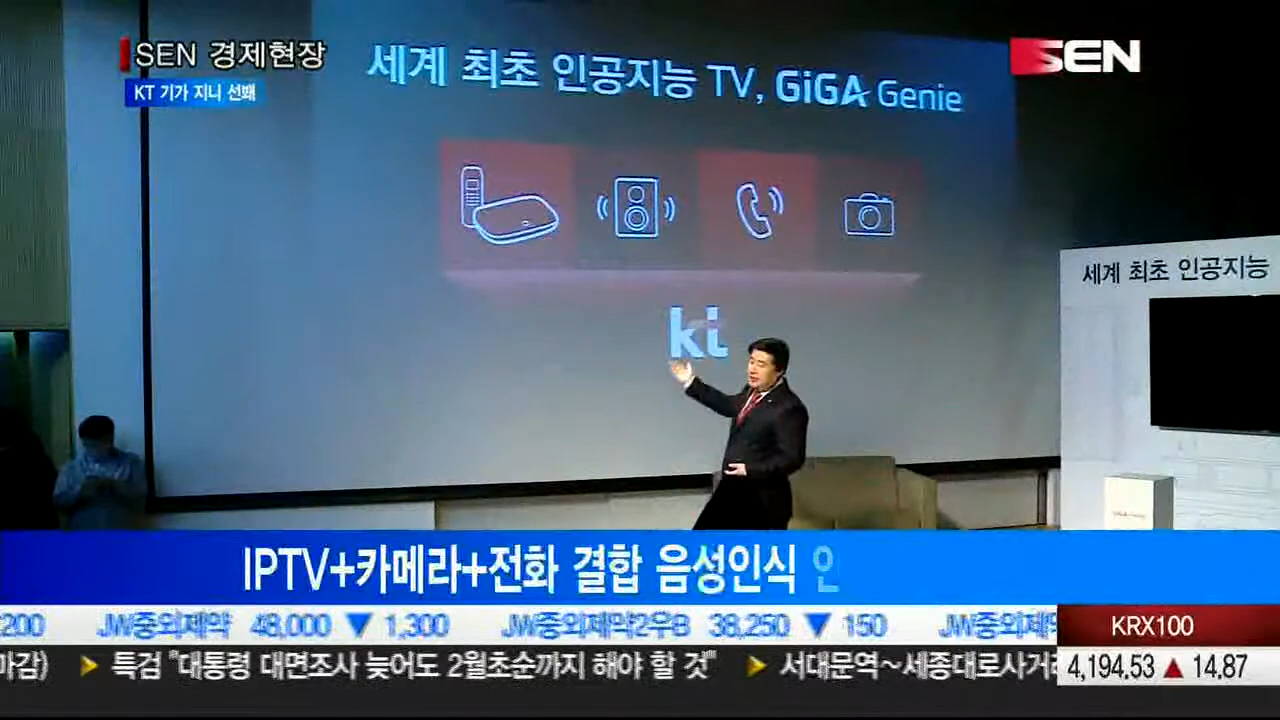 SEN 경제현장
SEN
KT 기가 지니 선봬
세계 최초 인공지능 TV, GiGA Genie
kt
세계 최초 인공지능
IPTV+카메라+전화 결합 음성인식
200 JW중외제약 48,000 ▼ 1,300 JW중외제약2우B 38,250 ▼ 150 JW중외제약
KRX100
마감) 특검 "대통령 대면조사 늦어도 2월초순까지 해야 할 것" 서대문역~세종대로사거리
4,194.53 ▲ 14.87